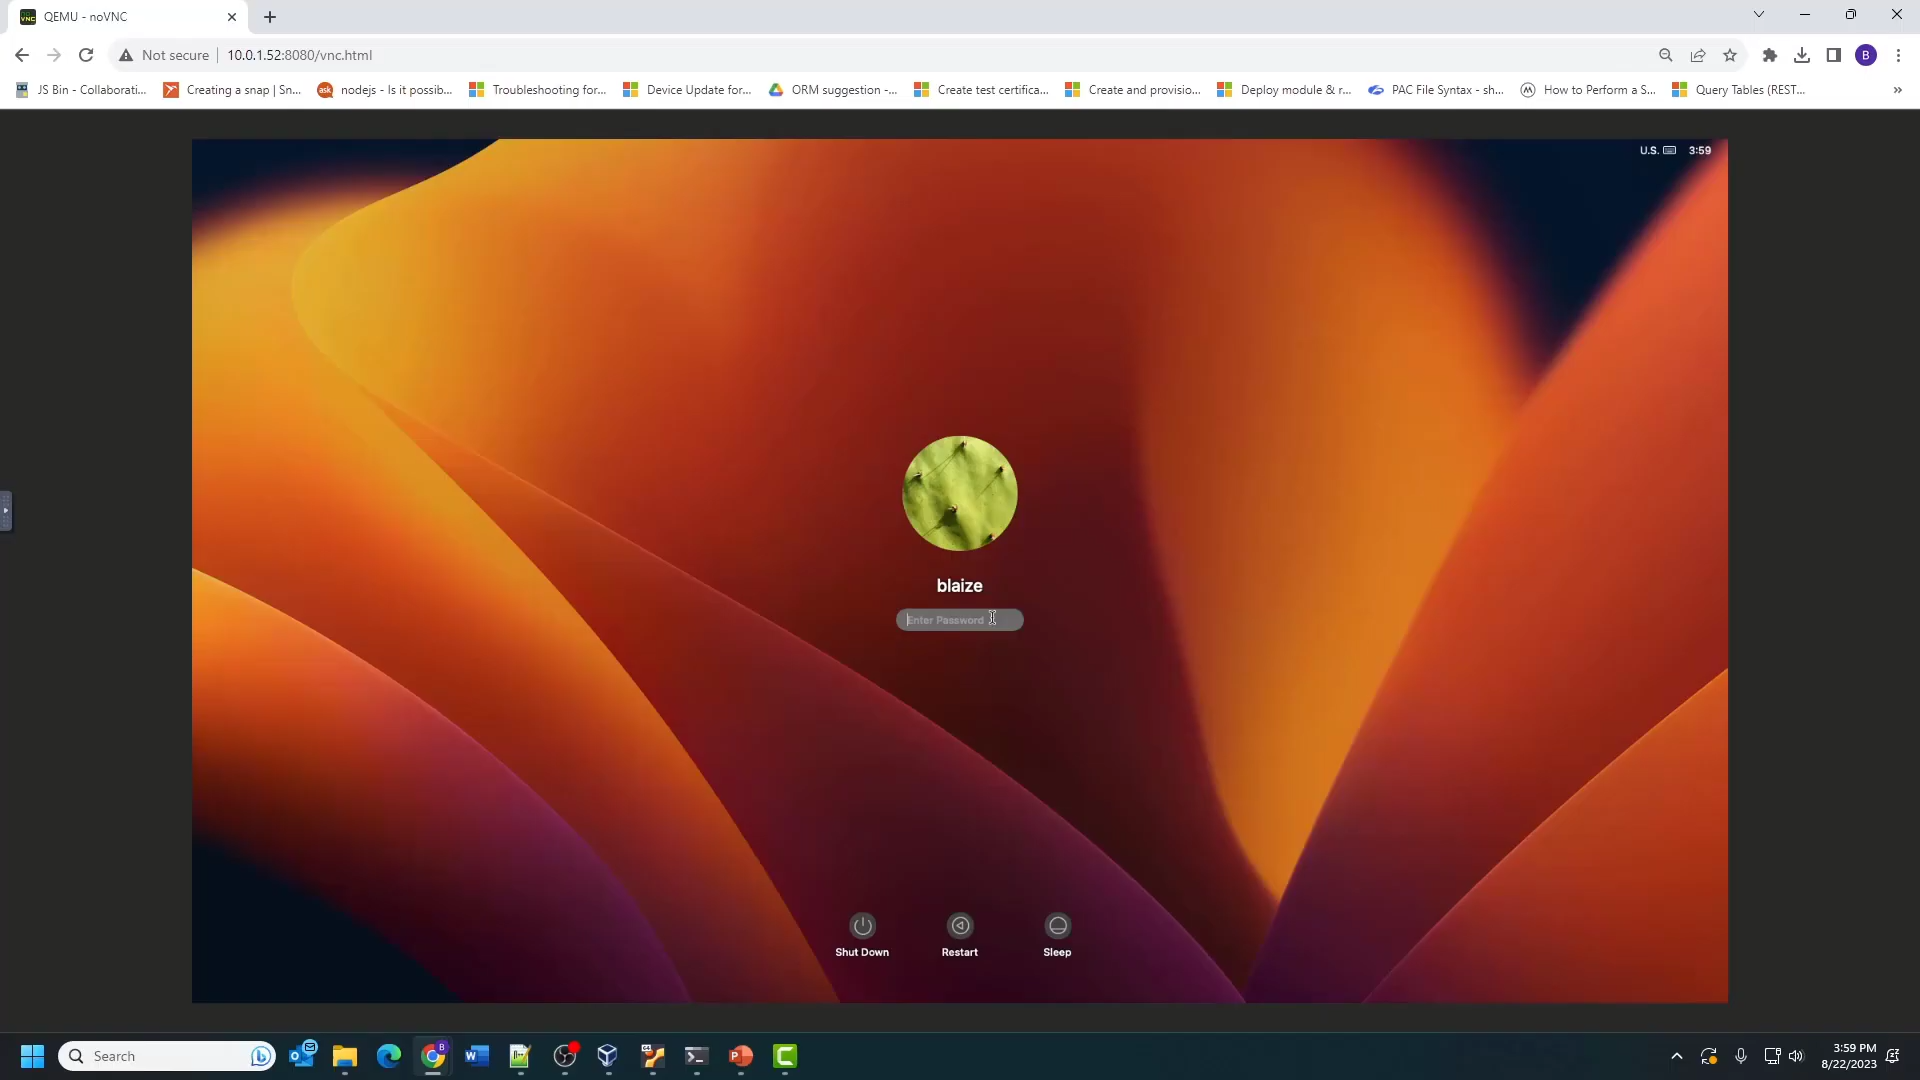 QEMU - noVNC
Not secure
10.0.1.52:8080/vnc.html
B
JS Bin - Collaborati...
Creating a snap | Sn...
ask
nodejs - Is it possib...
Troubleshooting for...
Device Update for...
ORM suggestion -...
Create test certifica...
Create and provisio...
Deploy module & r...
PAC File Syntax - sh...
How to Perform a S...
Query Tables (REST...
»
U.S.
3:59
blaize
Enter Password
Shut Down
Restart
Sleep
Search
3:59 PM
8/22/2023